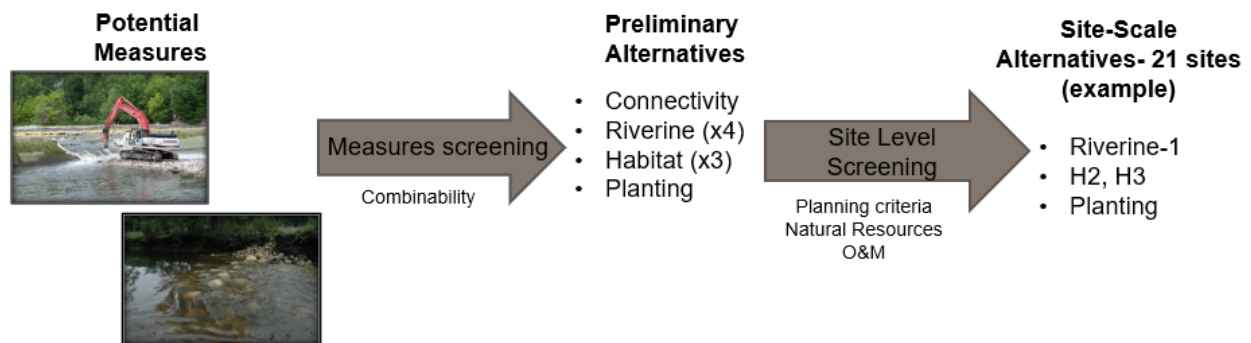 Potential
Measures
Measures screening
Combinability
Preliminary
Alternatives
• Connectivity
• Riverine (x4)
• Habitat (x3)
• Planting
Site Level
Screening
Planning criteria
Natural Resources
O&M
Site-Scale
Alternatives- 21 sites
(example)
• Riverine-1
• H2, H3
• Planting